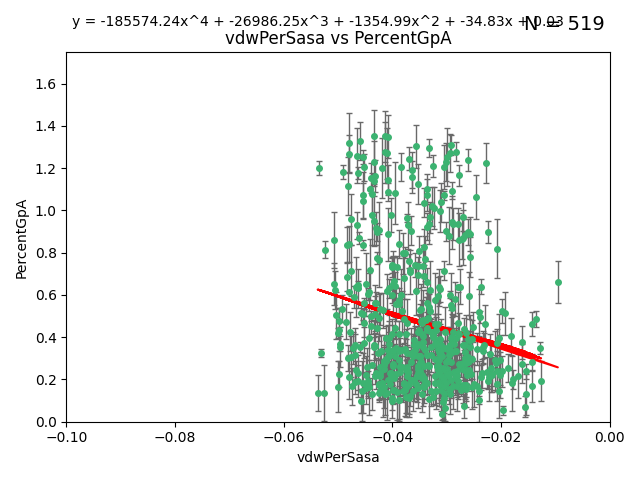 y = -185574.24x^4 + -26986.25x^3 + -1354.99x^2 + -34.83x + 0.03
N = 519
vdwPerSasa vs PercentGpA
1.6
1.4
1.2
1.0
0.8
0.6
0.4
0.2
0.0
PercentGpA
−0.10 −0.08 −0.06 −0.04 −0.02 0.00
vdwPerSasa